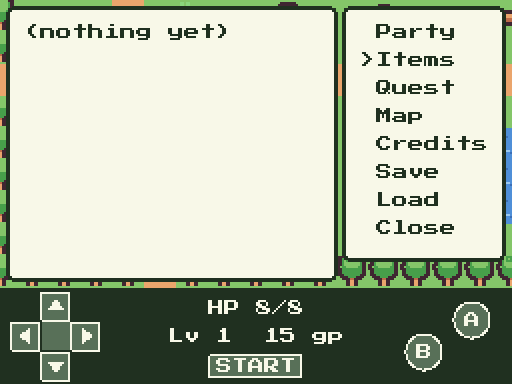 (nothing yet)
Party
>Items
Quest
Map
Credits
Save
Load
Close
HP 8/8
Lv 1 15 gp
START
A
B